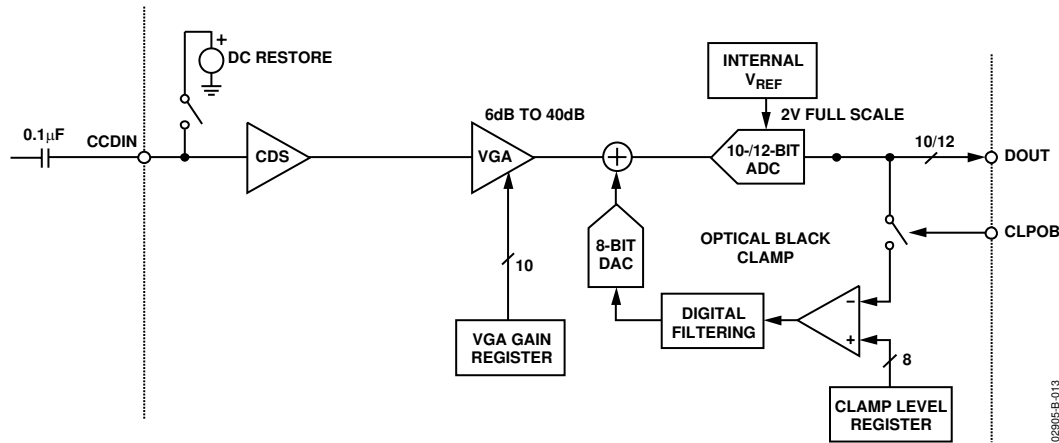 DC RESTORE
+
0.1µF
CCDIN
CDS
6dB TO 40dB
VGA
+
INTERNAL
VREF
2V FULL SCALE
10-/12-BIT
ADC
10/12
DOUT
CLPOB
8-BIT
DAC
OPTICAL BLACK
CLAMP
10
VGA GAIN
REGISTER
DIGITAL
FILTERING
−
+
8
CLAMP LEVEL
REGISTER
02905-B-013